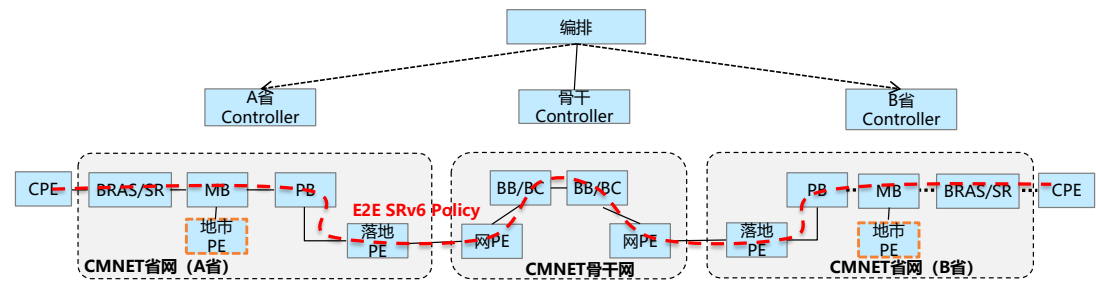 编排
A省
Controller
骨干
Controller
B省
Controller
CPE
BRAS/SR
MB
PB
地市
PE
落地
PE
E2E SRv6 Policy
CMNET省网（A省）
BB/BC
BB/BC
网PE
网PE
CMNET骨干网
PB
MB
BRAS/SR
CPE
落地
PE
地市
PE
CMNET省网（B省）